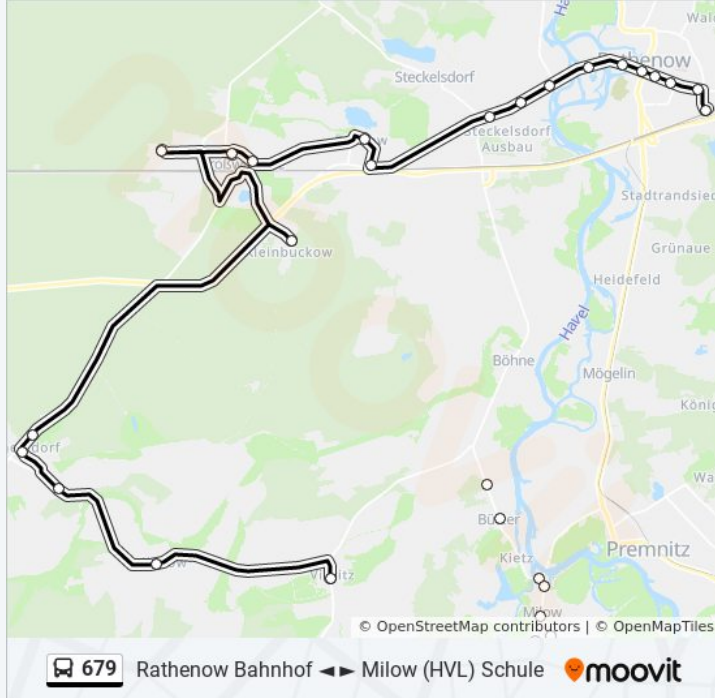 Steckelsdorf
Steckelsdorf
Ausbau
Stadtrandsied
Grünaue
Kleinbuckow
Heidefeld
Havel
Böhne
Mögelin
Premnitz
Kietz
Milow
© OpenStreetMap contributors | © OpenMapTiles
679 Rathenow Bahnhof ◄► Milow (HVL) Schule moovit